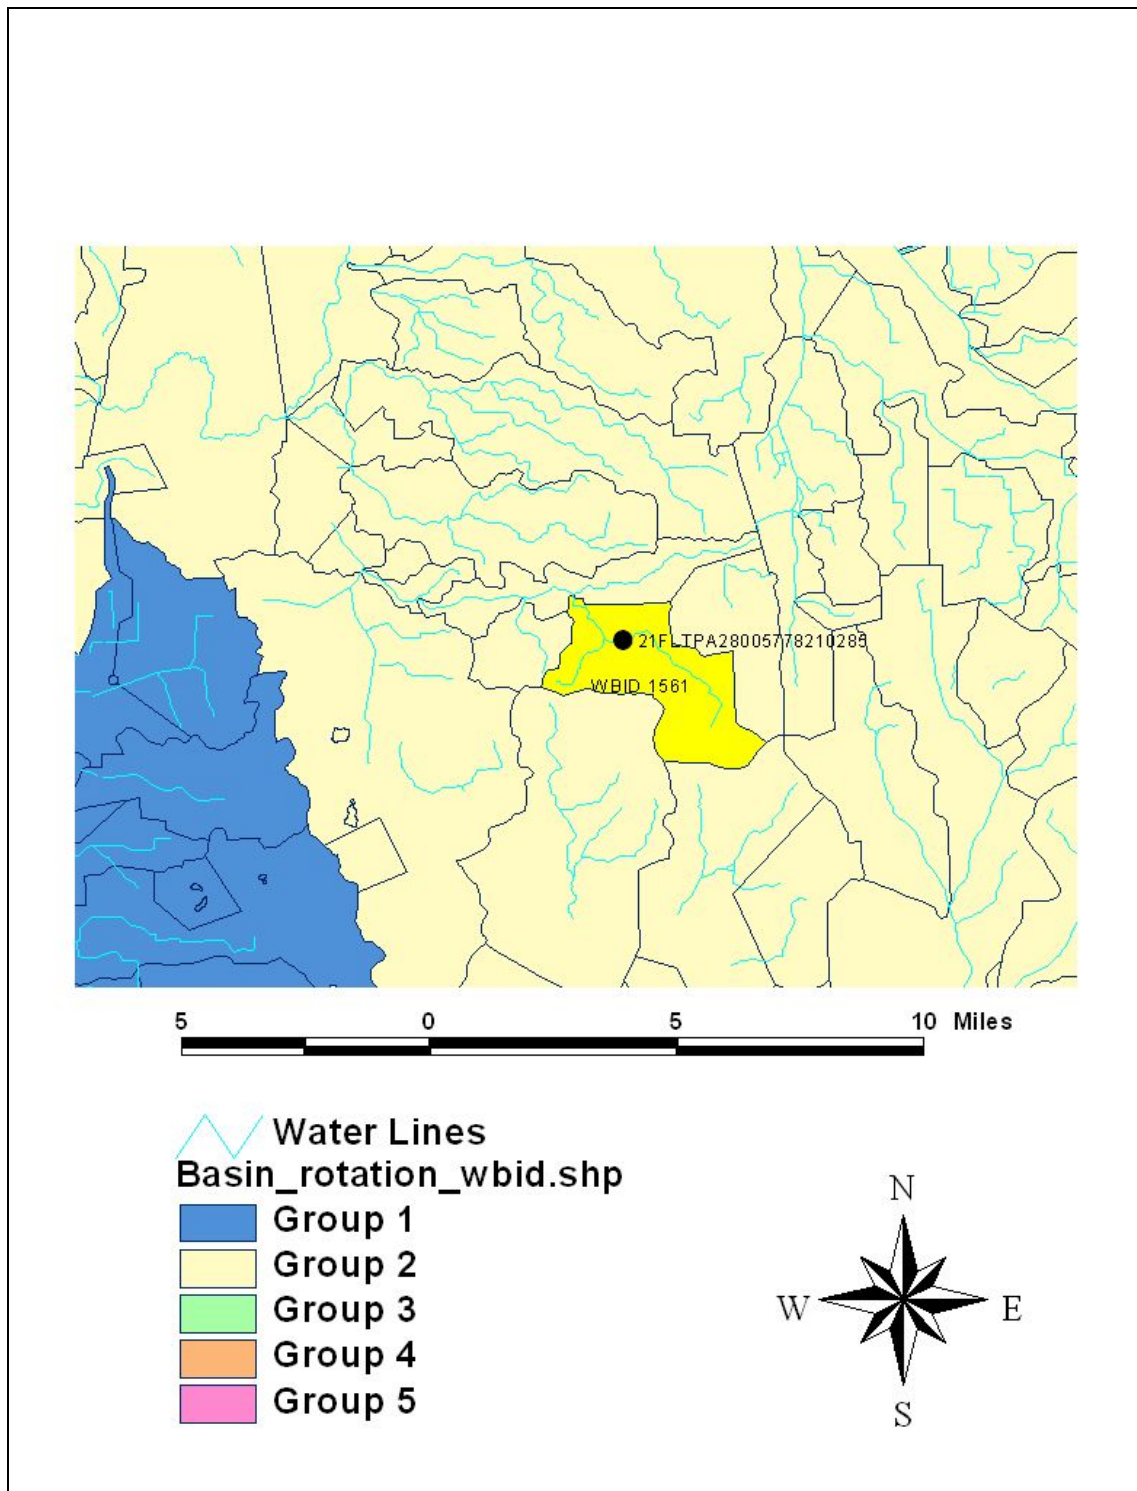 21FLTPA28005778210285
WBID 1561
5 0 5 10 Miles
Water Lines
Basin_rotation_wbid.shp
Group 1
Group 2
Group 3
Group 4
Group 5
N
W E
S